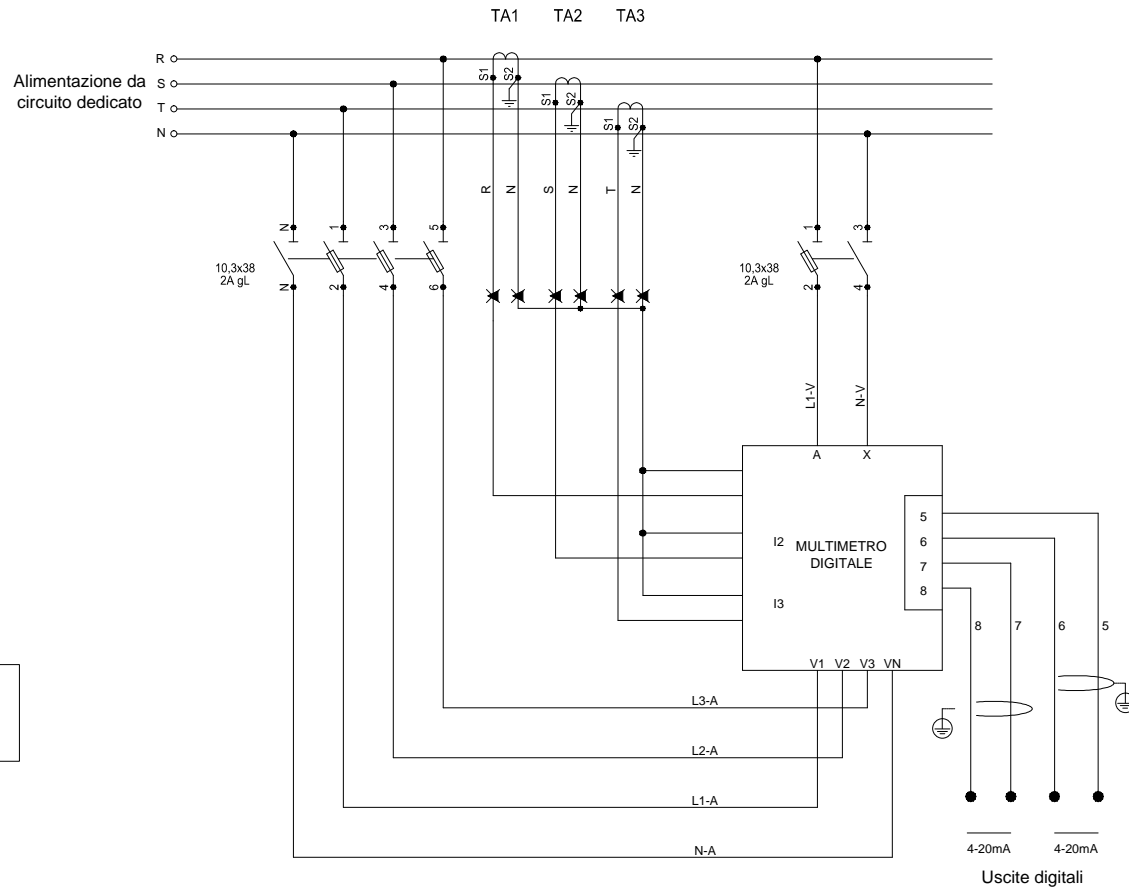 TA1 TA2 TA3
R
Alimentazione da
circuito dedicato
S
T
N
S1 S2
S1 S2
S1 S2
R N S N T N
N 1 3 5
1 3
10,3x38
2A gL
10,3x38
2A gL
N 2 4 6
2 4
L1-V N-V
A X
5
I2 MULTIMETRO
DIGITALE
6
7
I3
8
8 7 6 5
V1 V2 V3 VN
L3-A
L2-A
L1-A
N-A
4-20mA 4-20mA
Uscite digitali